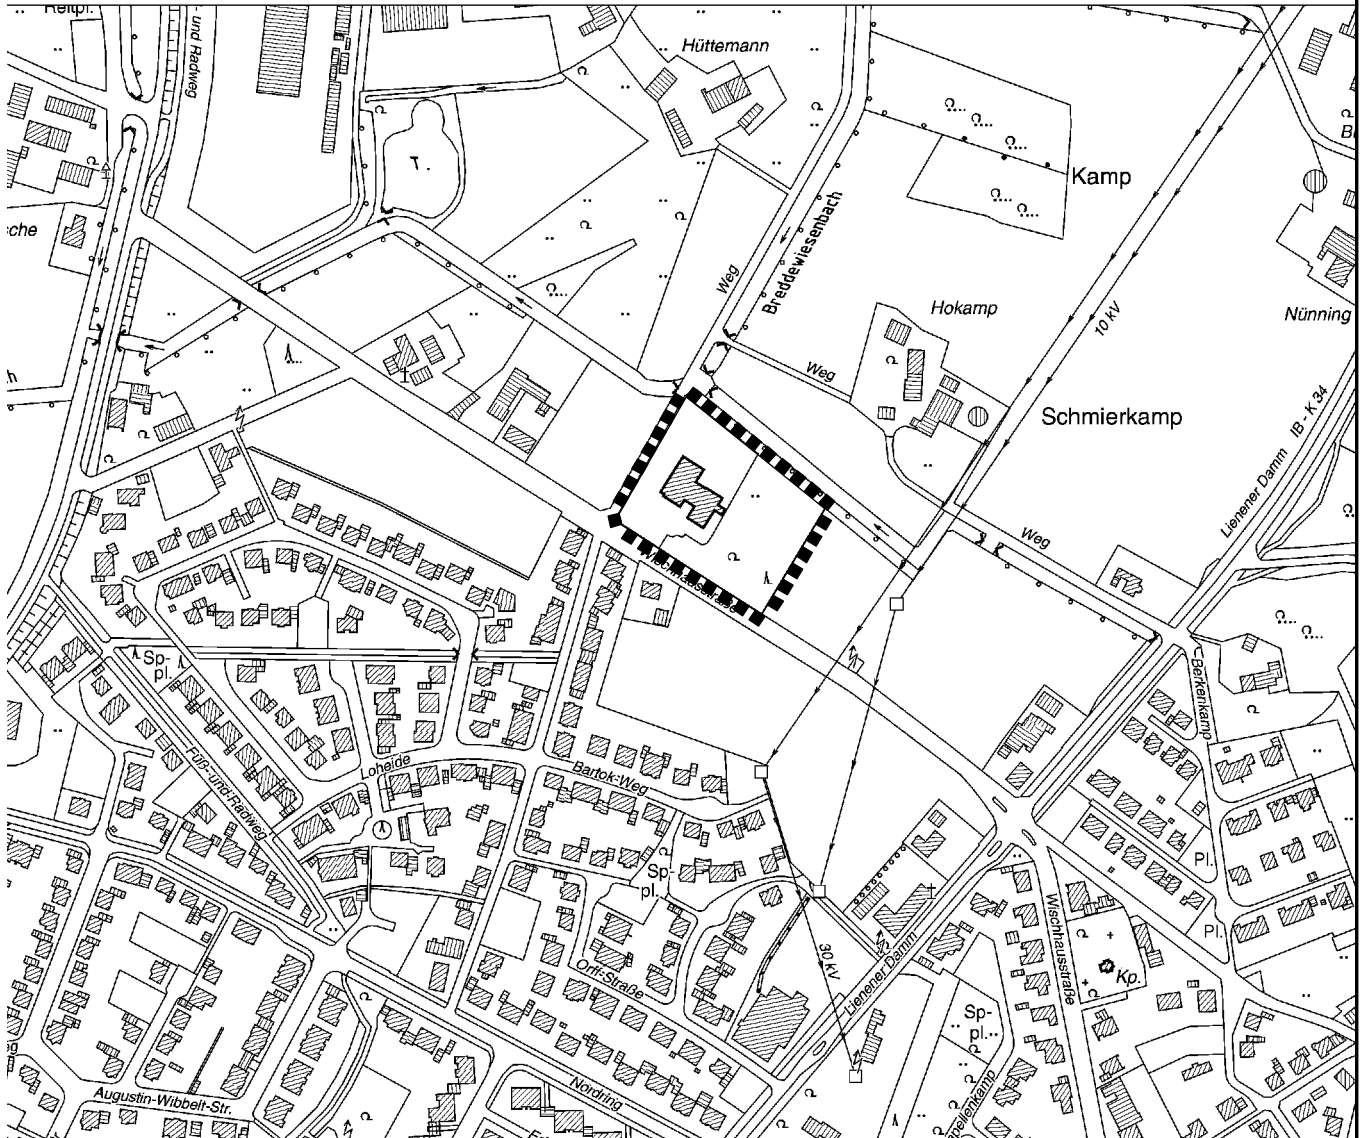 Reitpl.
- und Radweg
Hüttemann
T.
Kamp
che
Breddewiesenbach
Weg
Hokamp
10 kV
Nünning
Weg
Schmierkamp
Lienener Damm
IB - K 34
Weg
Sp-
pl.
Berkenkamp
Fuß- und Radweg
Loheide
Bartok-Weg
Sp-
pl.
Pl.
Pl.
Wischhausstraße
Kp.
30 kV
Lienener Damm
Orff-Straße
Sp-
pl.
Nordring
Augustin-Wibbelt-Str.